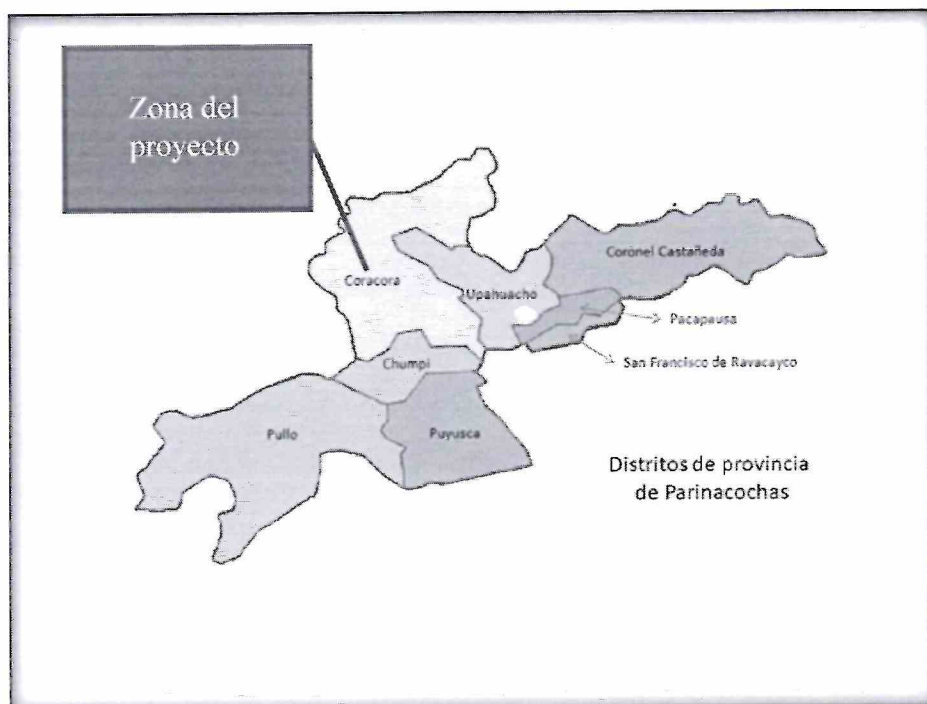 Zona del
proyecto
Coronel Castañeda
Coracora
Upahuacho
Pacapausa
San Francisco de Ravacayco
Chumpi
Pullo
Puyusca
Distritos de provincia
de Parinacochas